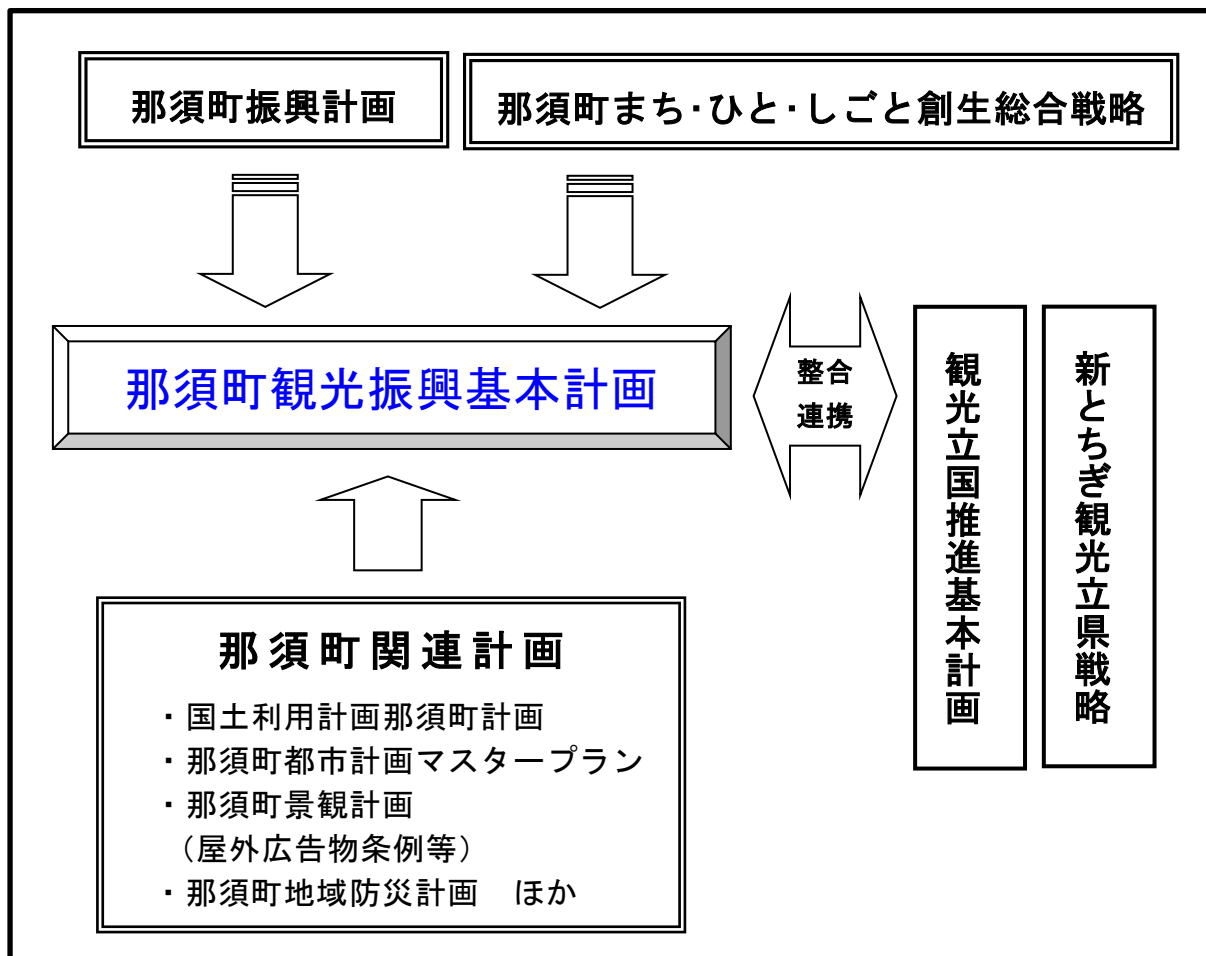 那須町振興計画
那須町まち・ひと・しごと創生総合戦略
那須町観光振興基本計画
整合
連携
観光立国推進基本計画
新とちぎ観光立県戦略
那須町関連計画
・国土利用計画那須町計画
・那須町都市計画マスタープラン
・那須町景観計画
（屋外広告物条例等）
・那須町地域防災計画　ほか